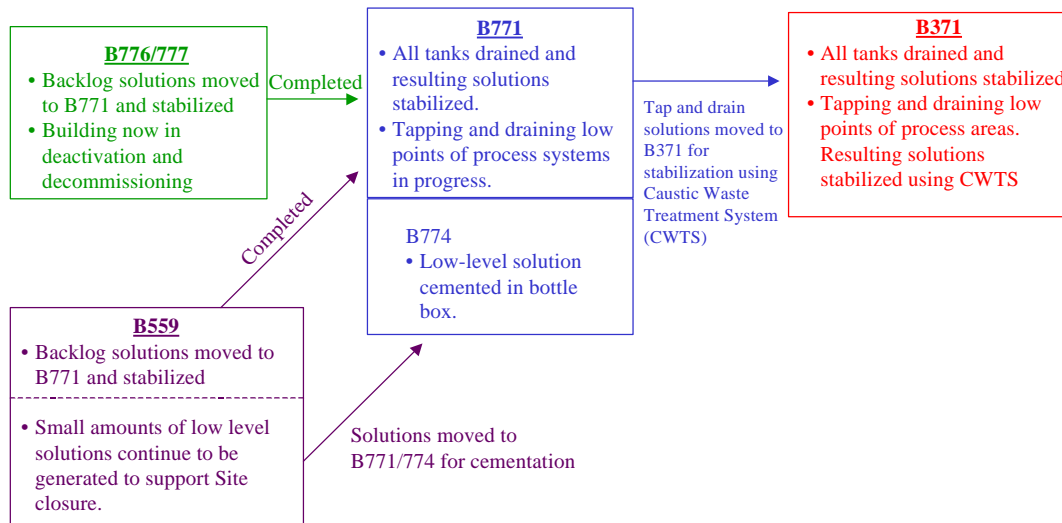 B776/777
• Backlog solutions moved
to B771 and stabilized
• Building now in
deactivation and
decommissioning
Completed
B771
• All tanks drained and
resulting solutions
stabilized.
• Tapping and draining low
points of process systems
in progress.
B774
• Low-level solution
cemented in bottle
box.
Tap and drain
solutions moved to
B371 for
stabilization using
Caustic Waste
Treatment System
(CWTS)
B371
• All tanks drained and
resulting solutions stabilized
• Tapping and draining low
points of process areas.
Resulting solutions
stabilized using CWTS
Completed
B559
• Backlog solutions moved to
B771 and stabilized
• Small amounts of low level
solutions continue to be
generated to support Site
closure.
Solutions moved to
B771/774 for cementation